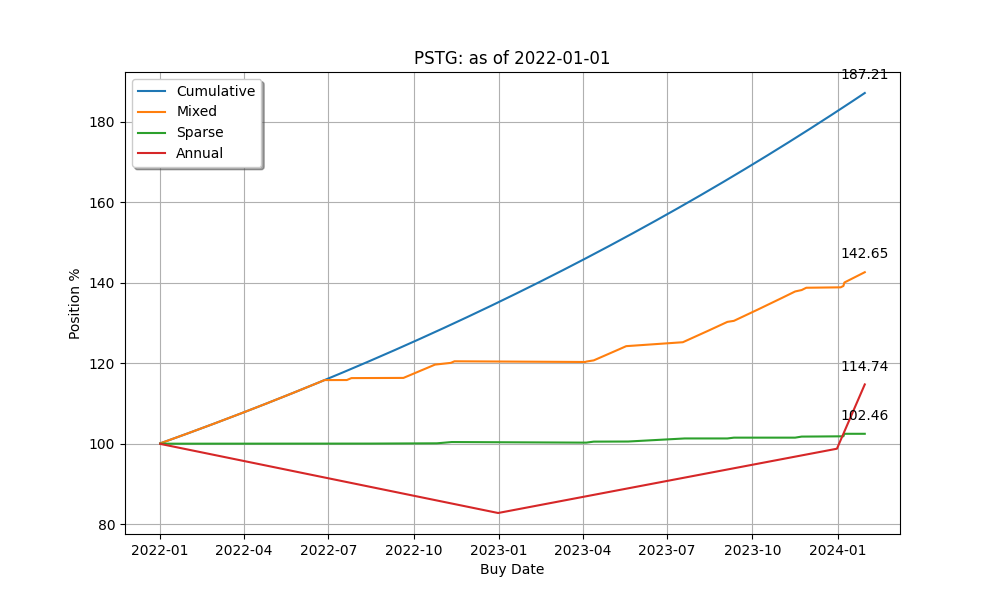 PSTG: as of 2022-01-01
187.21
Cumulative
Mixed
Sparse
Annual
180
160
142.65
140
Position %
120
114.74
102.46
100
80
2022-01 2022-04 2022-07 2022-10 2023-01 2023-04 2023-07 2023-10 2024-01
Buy Date